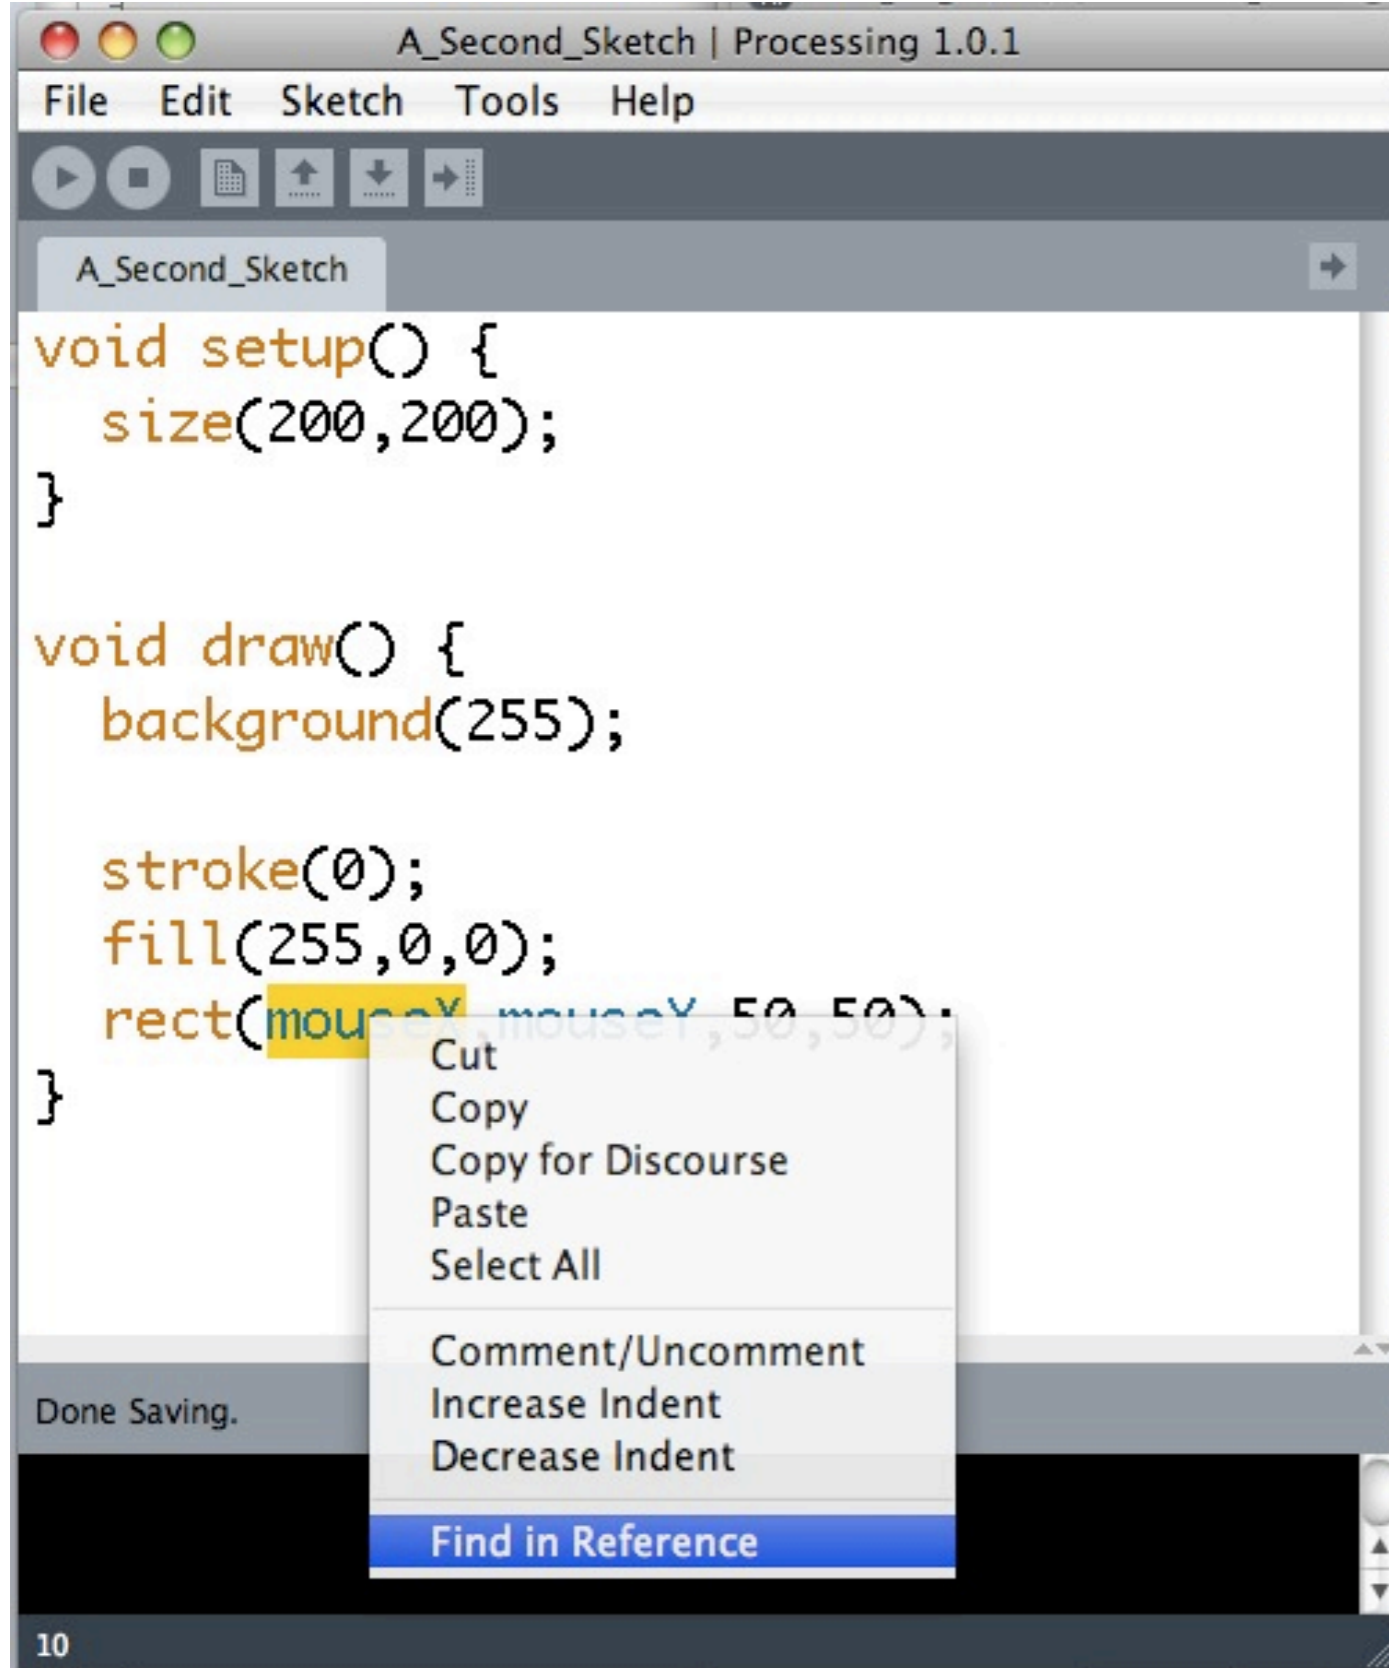 A_Second_Sketch | Processing 1.0.1
File Edit Sketch Tools Help
A_Second_Sketch
void setup() {
size(200,200);
}
void draw() {
background(255);
stroke(0);
fill(255,0,0);
rect(mouseX,mouseY,50,50);
}
Cut
Copy
Copy for Discourse
Paste
Select All
Comment/Uncomment
Increase Indent
Decrease Indent
Find in Reference
Done Saving.
10